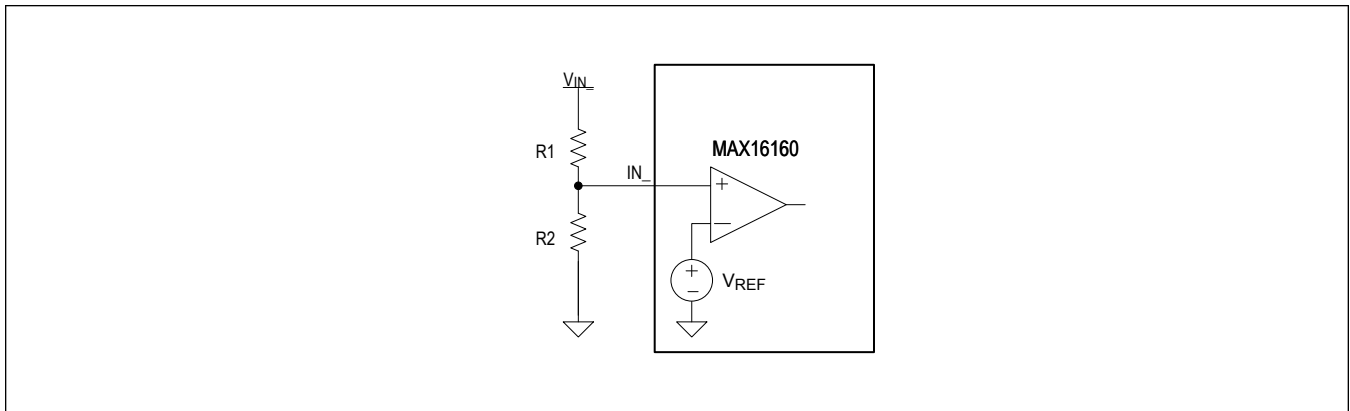 VIN_
R1
MAX16160
IN_
+
−
R2
+
−
VREF